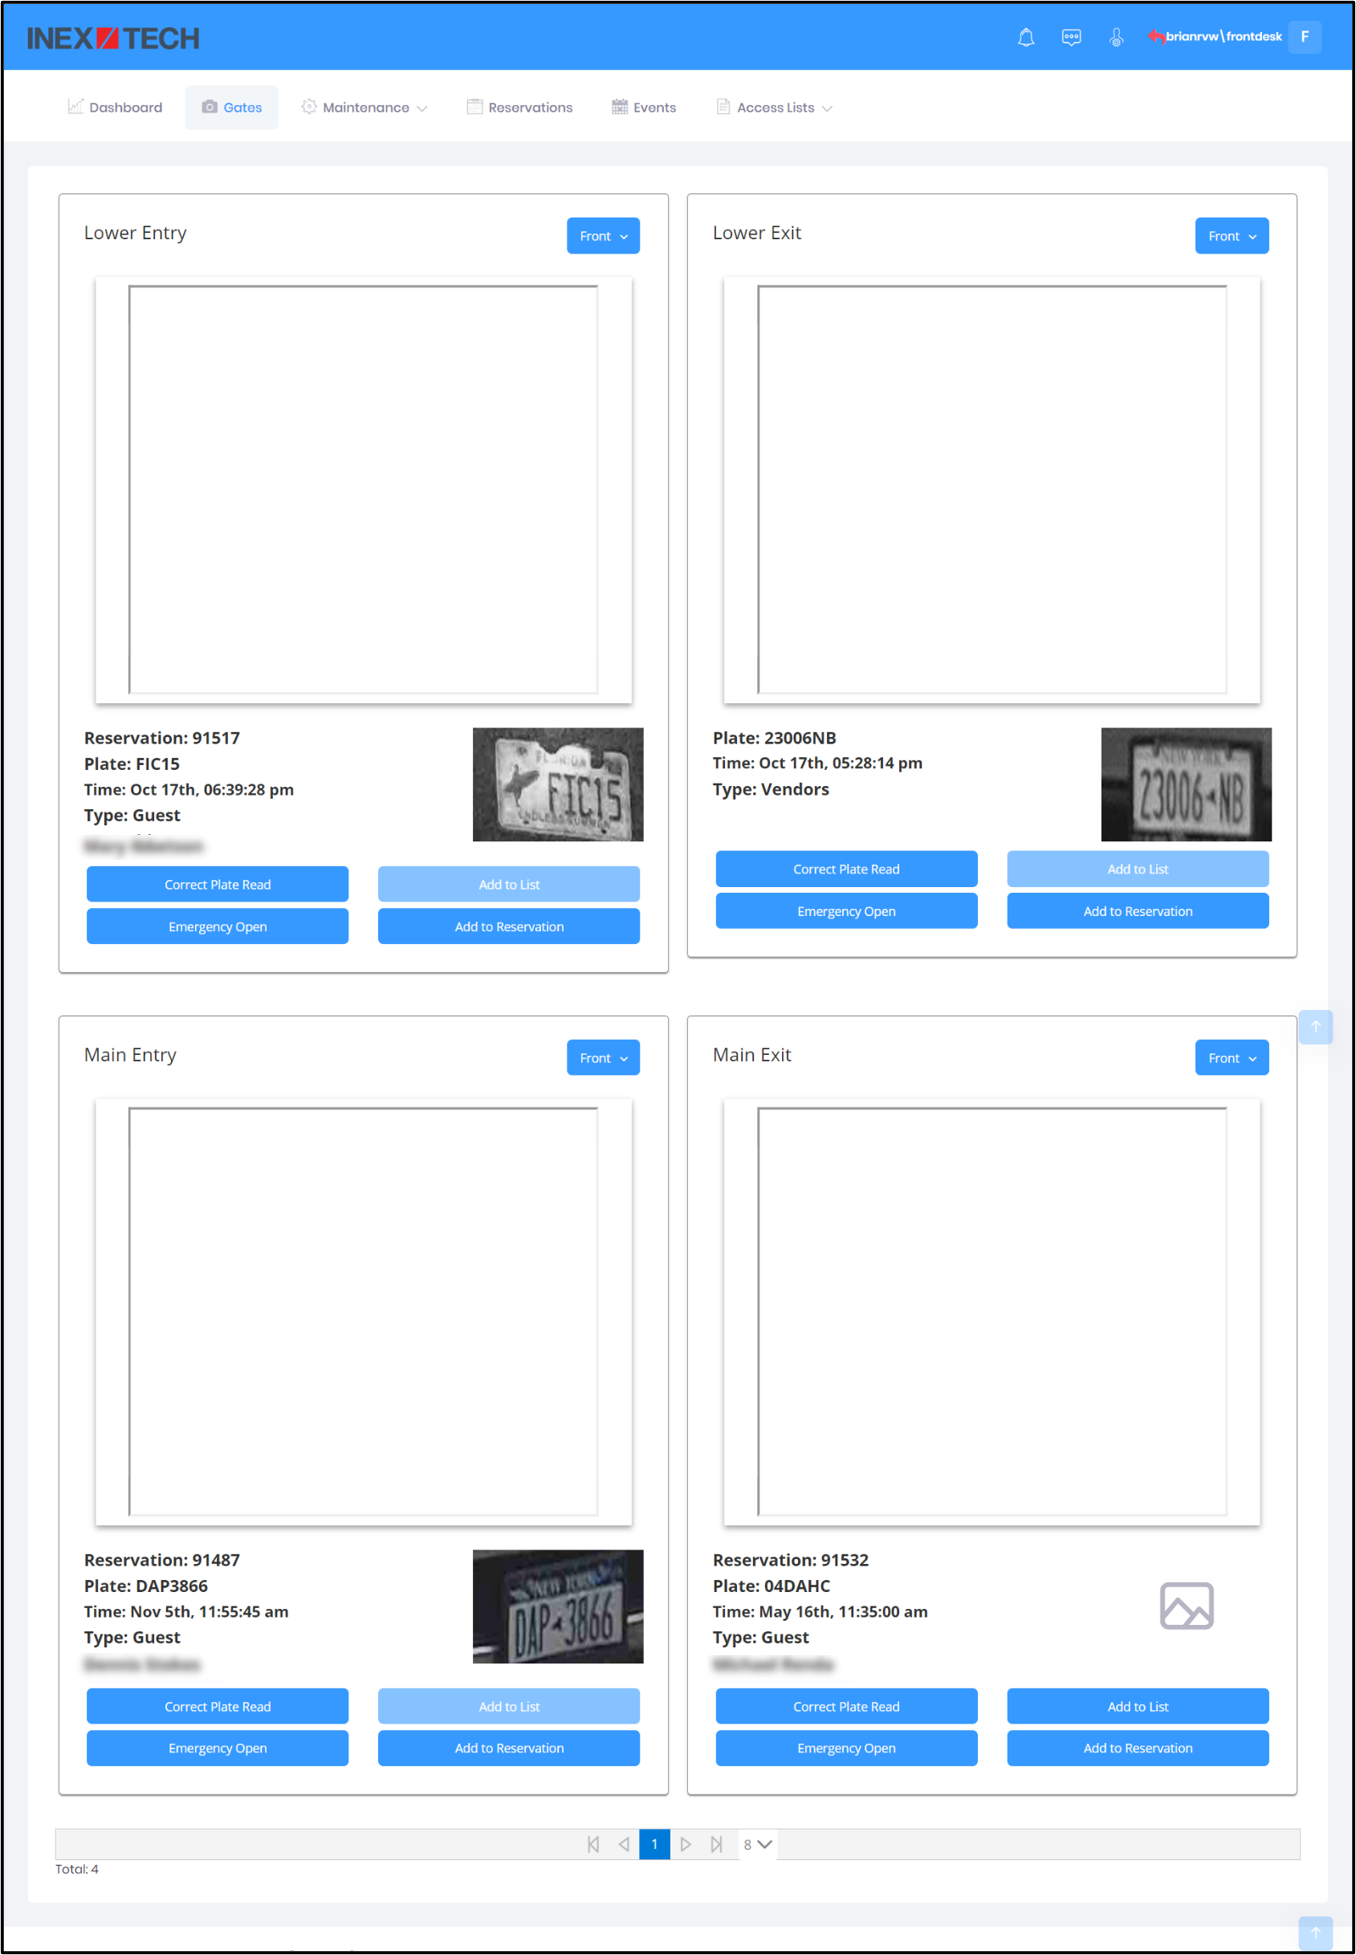 INEX TECH
brianrvw\frontdesk F
Dashboard Gates Maintenance Reservations Events Access Lists
Lower Entry
Front
Reservation: 91517
Plate: FIC15
Time: Oct 17th, 06:39:28 pm
Type: Guest
FLORIDA
FIC15
ENDLESS SUMMER
Correct Plate Read
Add to List
Emergency Open
Add to Reservation
Lower Exit
Front
Plate: 23006NB
Time: Oct 17th, 05:28:14 pm
Type: Vendors
NEW YORK
23006 NB
Correct Plate Read
Add to List
Emergency Open
Add to Reservation
Main Entry
Front
Reservation: 91487
Plate: DAP3866
Time: Nov 5th, 11:55:45 am
Type: Guest
NEW YORK
DAP 3866
Correct Plate Read
Add to List
Emergency Open
Add to Reservation
Main Exit
Front
Reservation: 91532
Plate: 04DAHC
Time: May 16th, 11:35:00 am
Type: Guest
Correct Plate Read
Add to List
Emergency Open
Add to Reservation
1
8
Total: 4